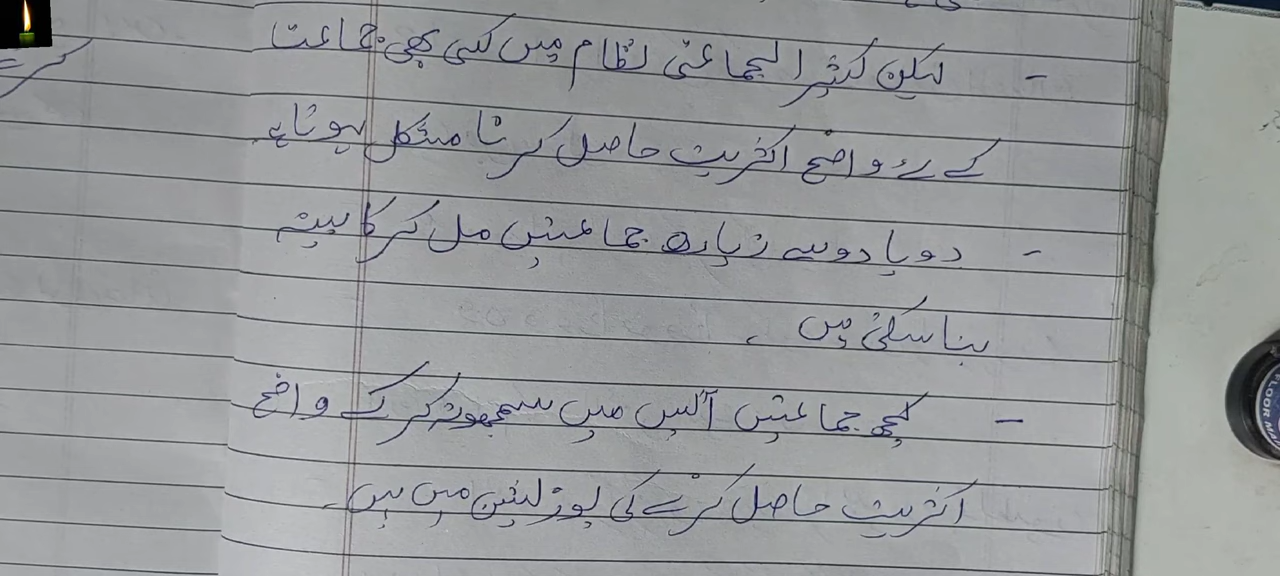 - لیکن کثیر الجماعتی نظام میں کسی بھی جماعت
کے لئے واضح اکثریت حاصل کرنا مشکل ہوتا ہے
- دو یا دو سے زیادہ جماعتیں مل کر کابینہ
بنا سکتی ہیں ۔
- کچھ جماعتیں آپس میں سمجھوتہ کر کے واضح
اکثریت حاصل کرنے کی پوزیشن میں ہیں۔